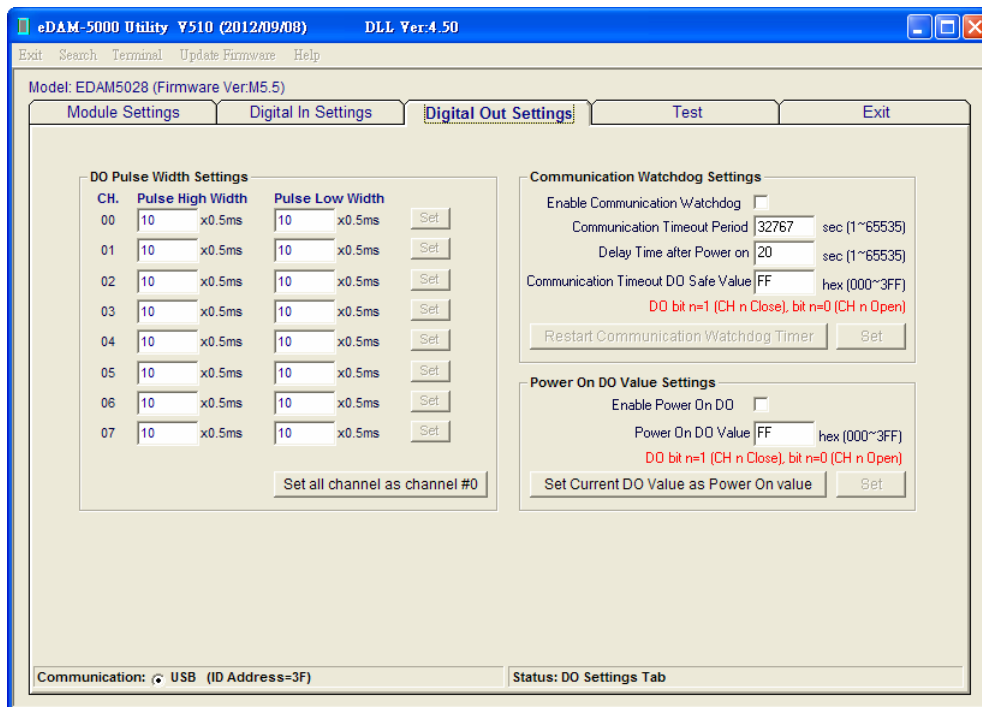 eDAM-5000 Utility V510 (2012/09/08) DLL Ver:4.50
Exit Search Terminal Update Firmware Help
Model: EDAM5028 (Firmware Ver:M5.5)
Module Settings Digital In Settings Digital Out Settings Test Exit
DO Pulse Width Settings
CH. Pulse High Width Pulse Low Width
00 10 x0.5ms 10 x0.5ms Set
01 10 x0.5ms 10 x0.5ms Set
02 10 x0.5ms 10 x0.5ms Set
03 10 x0.5ms 10 x0.5ms Set
04 10 x0.5ms 10 x0.5ms Set
05 10 x0.5ms 10 x0.5ms Set
06 10 x0.5ms 10 x0.5ms Set
07 10 x0.5ms 10 x0.5ms Set
Set all channel as channel #0
Communication Watchdog Settings
Enable Communication Watchdog
Communication Timeout Period 32767 sec (1~65535)
Delay Time after Power on 20 sec (1~65535)
Communication Timeout DO Safe Value FF hex (000~3FF)
DO bit n=1 (CH n Close), bit n=0 (CH n Open)
Restart Communication Watchdog Timer Set
Power On DO Value Settings
Enable Power On DO
Power On DO Value FF hex (000~3FF)
DO bit n=1 (CH n Close), bit n=0 (CH n Open)
Set Current DO Value as Power On value Set
Communication: USB (ID Address=3F) Status: DO Settings Tab